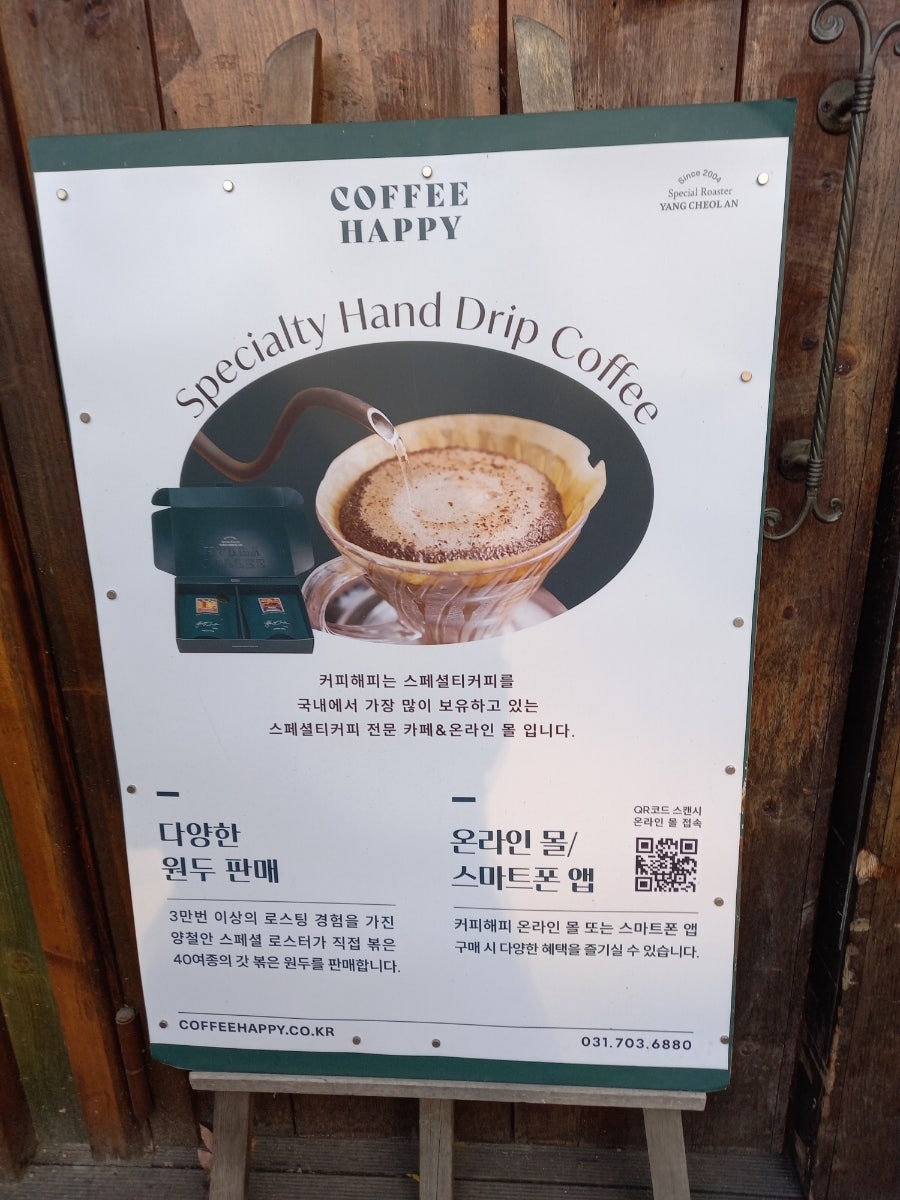 COFFEE
HAPPY
Since 2004
Special Roaster
YANG CHEOL AN
Specialty Hand Drip Coffee
커피해피는 스페셜티커피를
국내에서 가장 많이 보유하고 있는
스페셜티커피 전문 카페&온라인 몰 입니다.
다양한
원두 판매
3만번 이상의 로스팅 경험을 가진
양철안 스페셜 로스터가 직접 볶은
40여종의 갓 볶은 원두를 판매합니다.
온라인 몰/
스마트폰 앱
QR코드 스캔시
온라인 몰 접속
커피해피 온라인 몰 또는 스마트폰 앱
구매 시 다양한 혜택을 즐기실 수 있습니다.
COFFEEHAPPY.CO.KR
031.703.6880